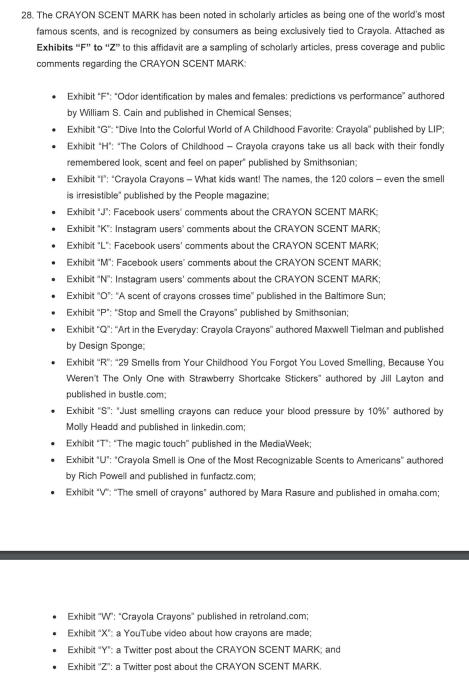 28. The CRAYON SCENT MARK has been noted in scholarly articles as being one of the world's most
famous scents, and is recognized by consumers as being exclusively tied to Crayola. Attached as
Exhibits "F" to "Z" to this affidavit are a sampling of scholarly articles, press coverage and public
comments regarding the CRAYON SCENT MARK:
• Exhibit "F": "Odor identification by males and females: predictions vs performance" authored
by William S. Cain and published in Chemical Senses;
• Exhibit "G": "Dive Into the Colorful World of A Childhood Favorite: Crayola" published by LIP;
• Exhibit "H": "The Colors of Childhood – Crayola crayons take us all back with their fondly
remembered look, scent and feel on paper" published by Smithsonian;
• Exhibit "I": "Crayola Crayons – What kids want! The names, the 120 colors – even the smell
is irresistible" published by the People magazine;
• Exhibit "J": Facebook users' comments about the CRAYON SCENT MARK;
• Exhibit "K": Instagram users' comments about the CRAYON SCENT MARK;
• Exhibit "L": Facebook users' comments about the CRAYON SCENT MARK;
• Exhibit "M": Facebook users' comments about the CRAYON SCENT MARK;
• Exhibit "N": Instagram users' comments about the CRAYON SCENT MARK;
• Exhibit "O": "A scent of crayons crosses time" published in the Baltimore Sun;
• Exhibit "P": "Stop and Smell the Crayons" published by Smithsonian;
• Exhibit "Q": "Art in the Everyday: Crayola Crayons" authored Maxwell Tielman and published
by Design Sponge;
• Exhibit "R": "29 Smells from Your Childhood You Forgot You Loved Smelling, Because You
Weren't The Only One with Strawberry Shortcake Stickers" authored by Jill Layton and
published in bustle.com;
• Exhibit "S": "Just smelling crayons can reduce your blood pressure by 10%" authored by
Molly Headd and published in linkedin.com;
• Exhibit "T": "The magic touch" published in the MediaWeek;
• Exhibit "U": "Crayola Smell is One of the Most Recognizable Scents to Americans" authored
by Rich Powell and published in funfactz.com;
• Exhibit "V": "The smell of crayons" authored by Mara Rasure and published in omaha.com;
• Exhibit "W": "Crayola Crayons" published in retroland.com;
• Exhibit "X": a YouTube video about how crayons are made;
• Exhibit "Y": a Twitter post about the CRAYON SCENT MARK; and
• Exhibit "Z": a Twitter post about the CRAYON SCENT MARK.